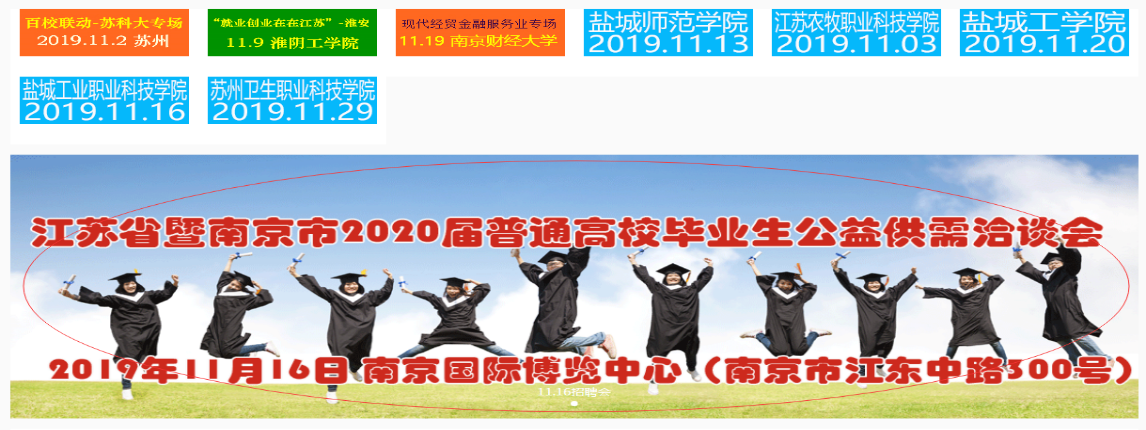 百校联动-苏科大专场
2019.11.2 苏州
“就业创业在在江苏”-淮安
11.9 淮阴工学院
现代经贸金融服务业专场
11.19 南京财经大学
盐城师范学院
2019.11.13
江苏农牧职业科技学院
2019.11.03
盐城工学院
2019.11.20
盐城工业职业科技学院
2019.11.16
苏州卫生职业科技学院
2019.11.29
江苏省暨南京市2020届普通高校毕业生公益供需洽谈会
2019年11月16日 南京国际博览中心（南京市江东中路300号）
11.16招聘会